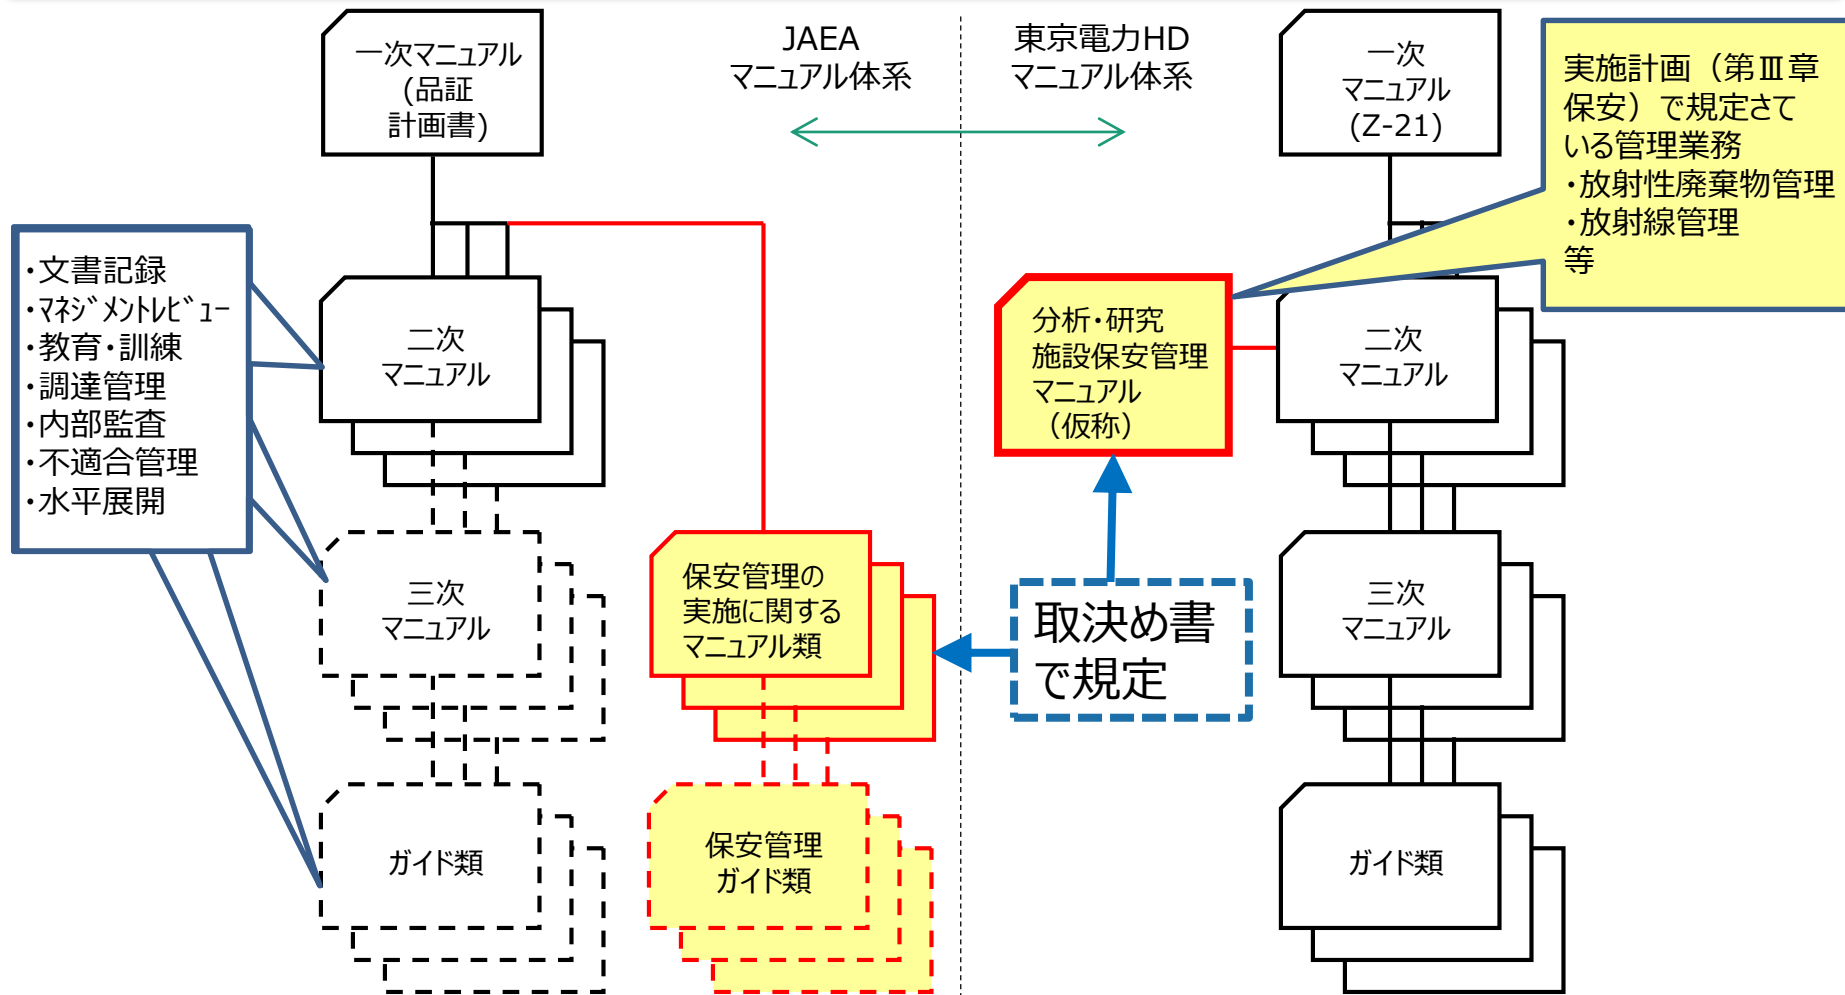 一次マニュアル
(品証
計画書)
JAEA
マニュアル体系
東京電力HD
マニュアル体系
一次
マニュアル
(Z-21)
実施計画（第Ⅲ章
保安）で規定さて
いる管理業務
・放射性廃棄物管理
・放射線管理
等
・文書記録
・ﾏﾈｼﾞﾒﾝﾄﾚﾋﾞｭｰ
・教育・訓練
・調達管理
・内部監査
・不適合管理
・水平展開
二次
マニュアル
分析・研究
施設保安管理
マニュアル
（仮称）
二次
マニュアル
三次
マニュアル
保安管理の
実施に関する
マニュアル類
取決め書
で規定
三次
マニュアル
ガイド類
保安管理
ガイド類
ガイド類